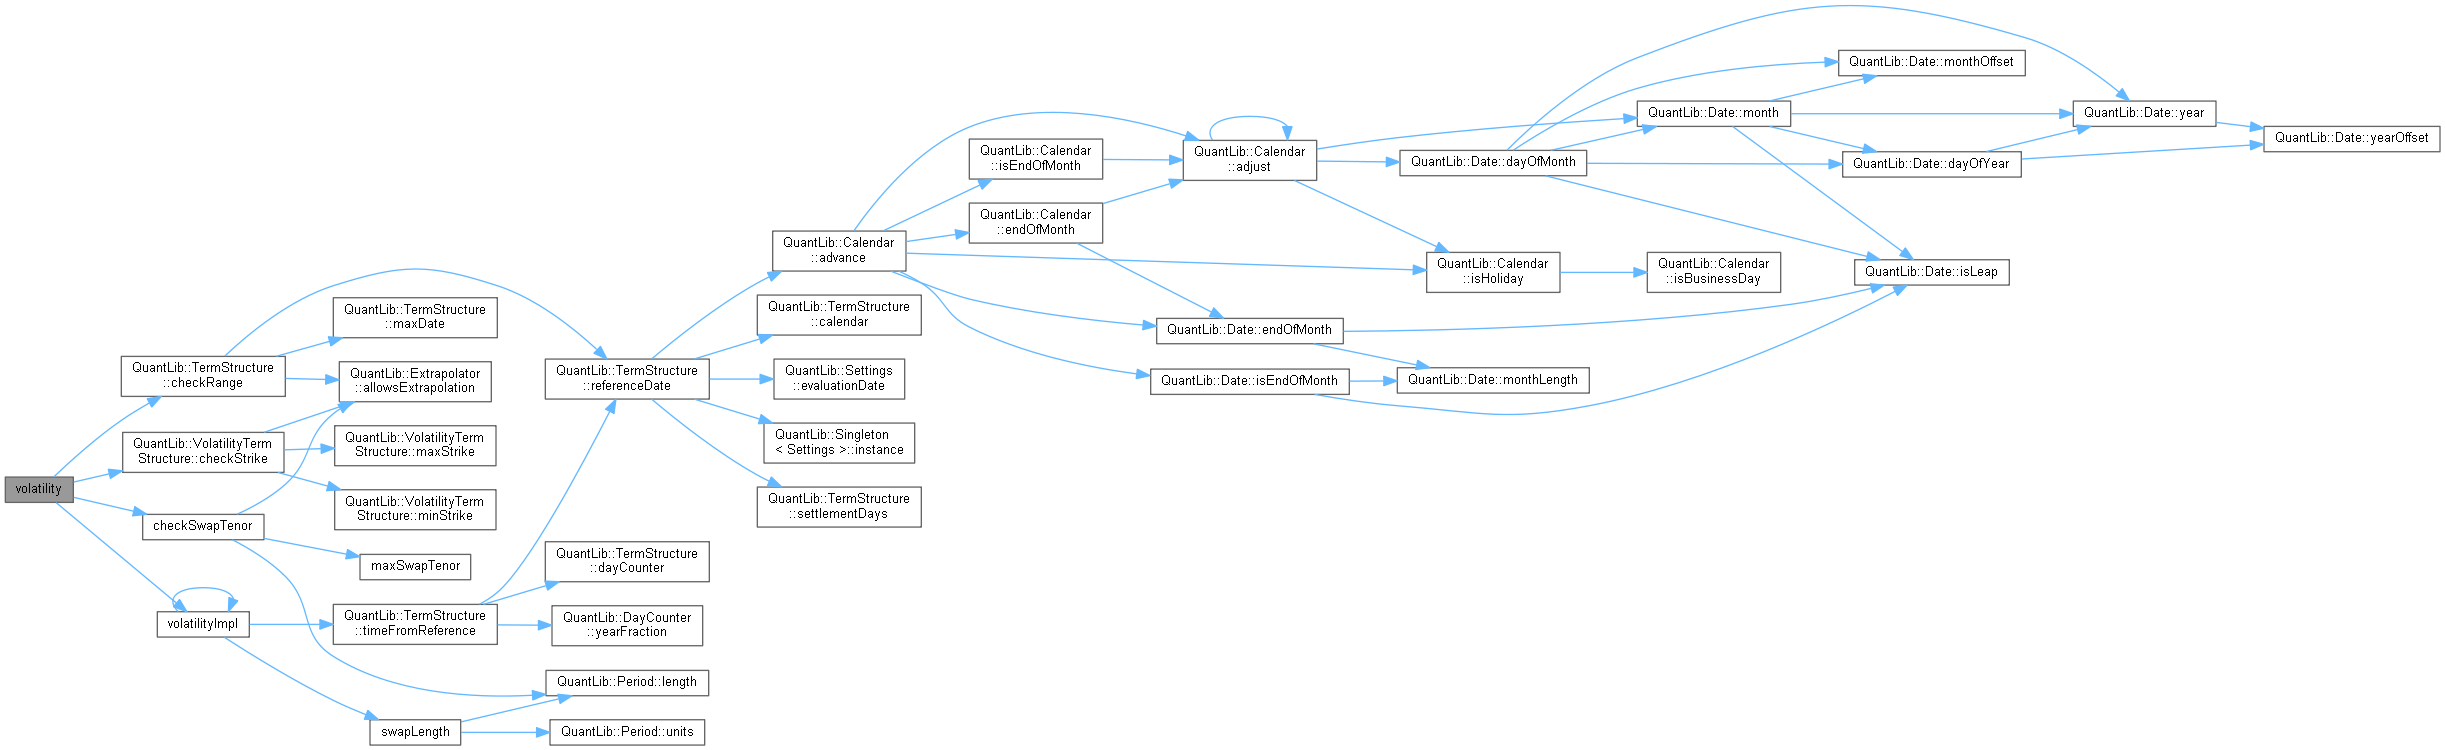 volatility
QuantLib::TermStructure
::checkRange
QuantLib::VolatilityTerm
Structure::checkStrike
checkSwapTenor
volatilityImpl
QuantLib::TermStructure
::maxDate
QuantLib::Extrapolator
::allowsExtrapolation
QuantLib::VolatilityTerm
Structure::maxStrike
QuantLib::VolatilityTerm
Structure::minStrike
maxSwapTenor
QuantLib::TermStructure
::timeFromReference
swapLength
QuantLib::TermStructure
::referenceDate
QuantLib::TermStructure
::dayCounter
QuantLib::DayCounter
::yearFraction
QuantLib::Period::length
QuantLib::Period::units
QuantLib::Calendar
::advance
QuantLib::TermStructure
::calendar
QuantLib::Settings
::evaluationDate
QuantLib::Singleton
< Settings >::instance
QuantLib::TermStructure
::settlementDays
QuantLib::Calendar
::isEndOfMonth
QuantLib::Calendar
::endOfMonth
QuantLib::Calendar
::adjust
QuantLib::Date::endOfMonth
QuantLib::Date::isEndOfMonth
QuantLib::Date::dayOfMonth
QuantLib::Calendar
::isHoliday
QuantLib::Date::monthLength
QuantLib::Date::month
QuantLib::Calendar
::isBusinessDay
QuantLib::Date::monthOffset
QuantLib::Date::dayOfYear
QuantLib::Date::isLeap
QuantLib::Date::year
QuantLib::Date::yearOffset